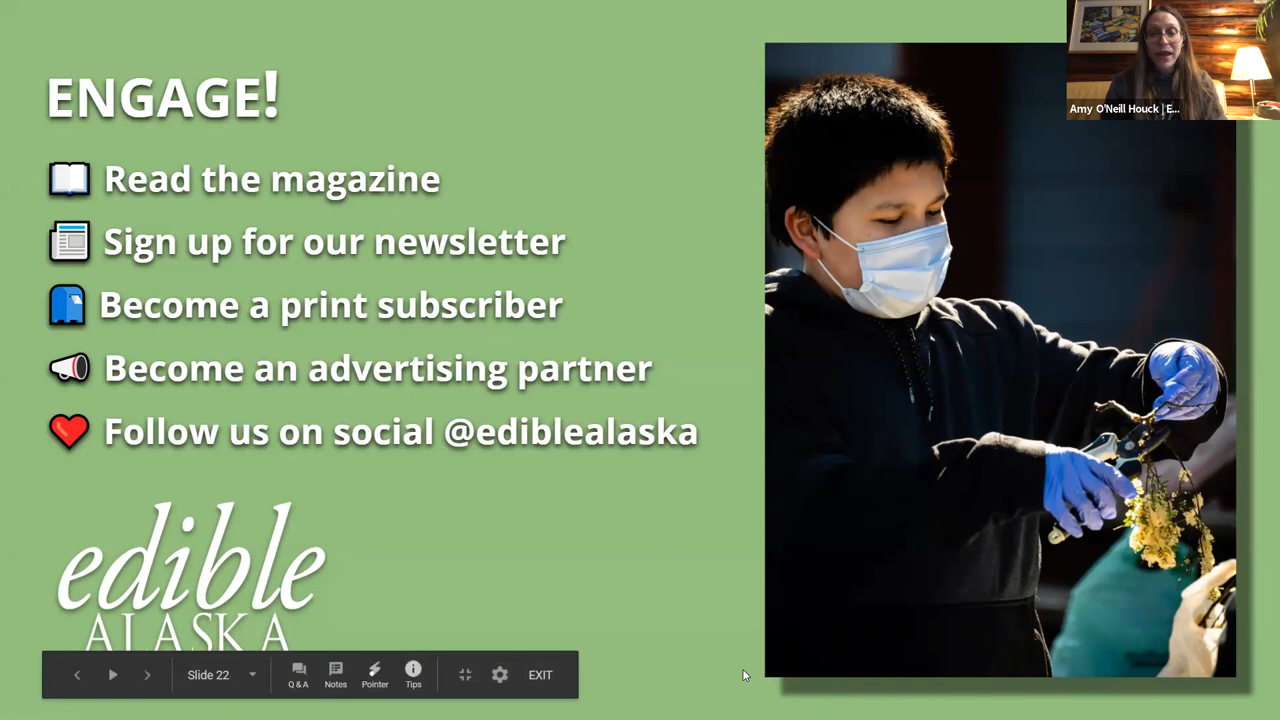 ENGAGE!
Read the magazine
Sign up for our newsletter
Become a print subscriber
Become an advertising partner
Follow us on social @ediblealaska
edible
ALASKA
Slide 22
Q & A
Notes
Pointer
Tips
EXIT
Amy O'Neill Houck | E...